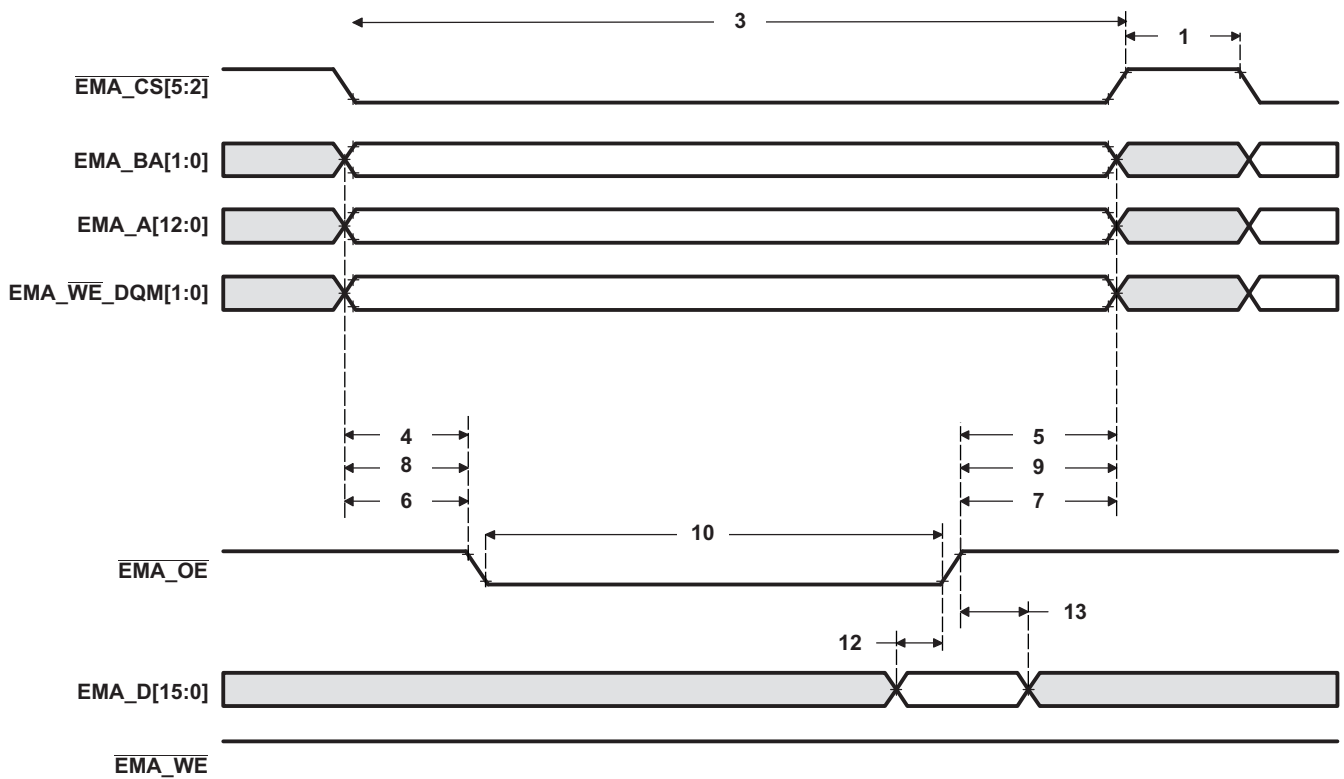 3
1
EMA_CS[5:2]
EMA_BA[1:0]
EMA_A[12:0]
EMA_WE_DQM[1:0]
4 5
8 9
6 7
10
EMA_OE
13
12
EMA_D[15:0]
EMA_WE